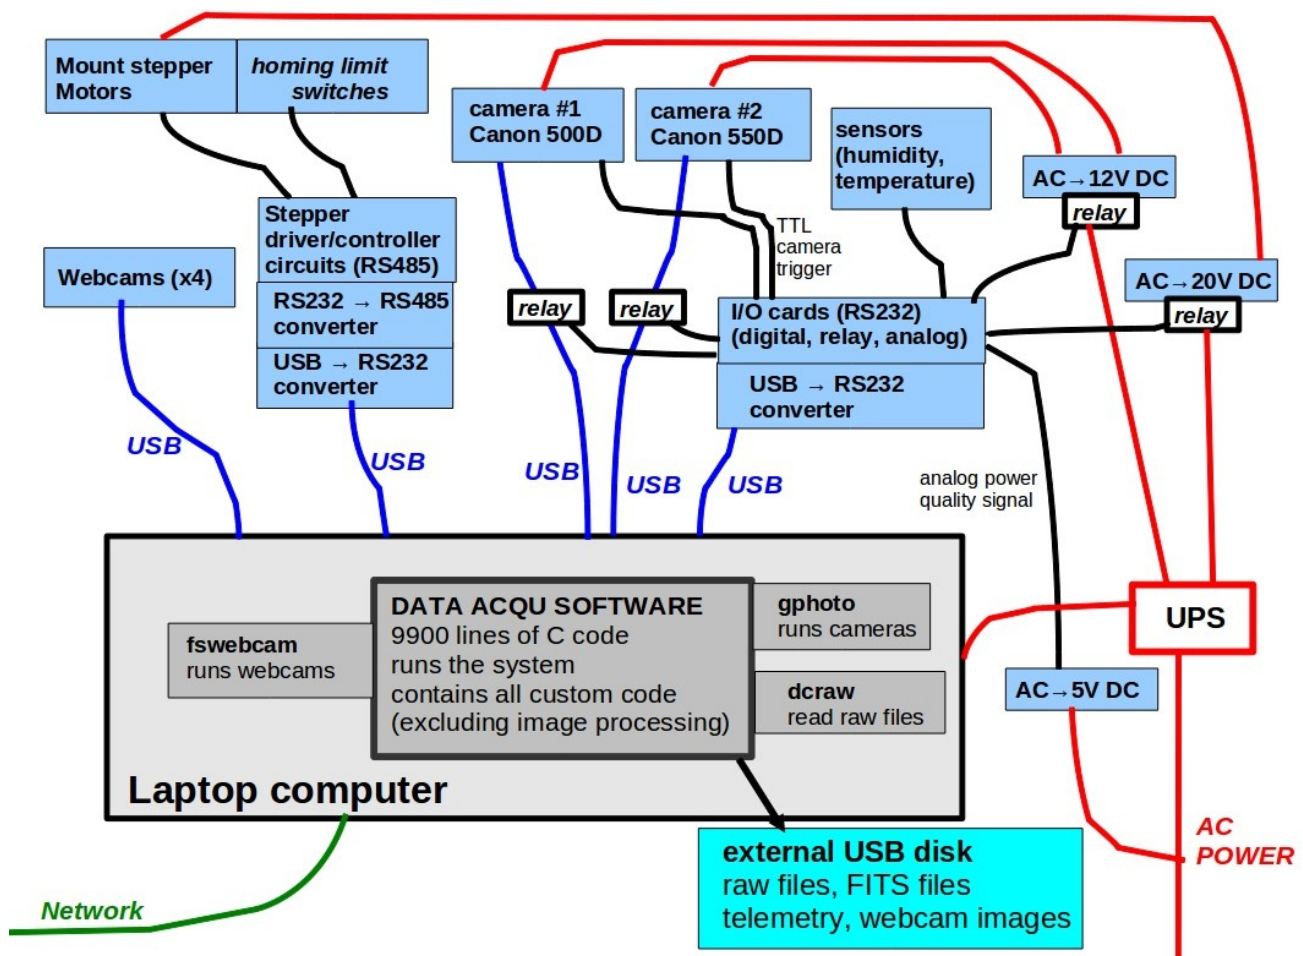 Mount stepper
Motors
homing limit
switches
camera #1
Canon 500D
camera #2
Canon 550D
sensors
(humidity,
temperature)
AC→12V DC
relay
Stepper
driver/controller
circuits (RS485)
TTL
camera
trigger
Webcams (x4)
AC→20V DC
relay
RS232 → RS485
converter
relay
relay
I/O cards (RS232)
(digital, relay, analog)
USB → RS232
converter
USB → RS232
converter
USB
USB
USB
USB
USB
analog power
quality signal
DATA ACQU SOFTWARE
9900 lines of C code
runs the system
contains all custom code
(excluding image processing)
gphoto
runs cameras
UPS
fswebcam
runs webcams
dcraw
read raw files
AC→5V DC
Laptop computer
AC
POWER
external USB disk
raw files, FITS files
telemetry, webcam images
Network